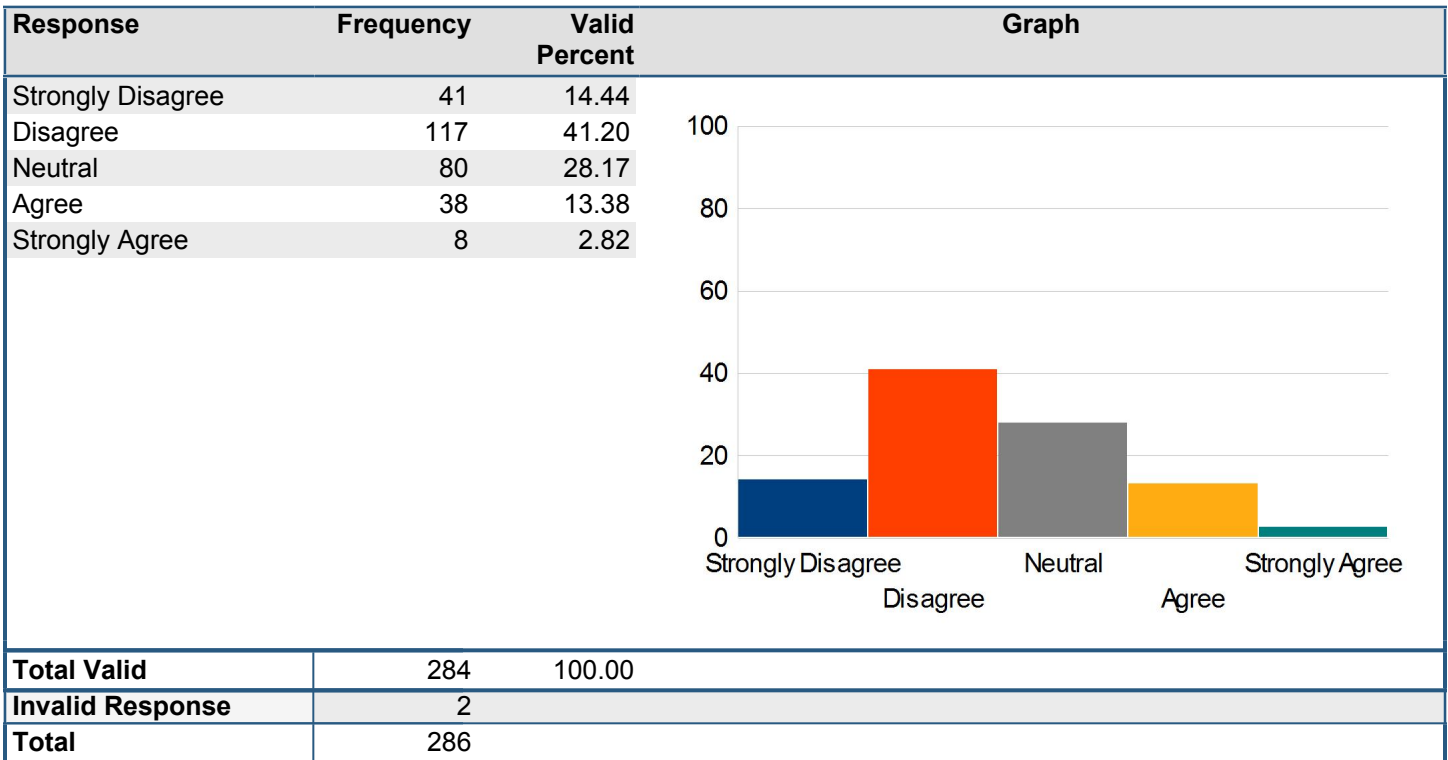 Response Frequency Valid Percent Graph
Strongly Disagree 41 14.44
Disagree 117 41.20
Neutral 80 28.17
Agree 38 13.38
Strongly Agree 8 2.82
100
80
60
40
20
0
Strongly Disagree Neutral Strongly Agree
Disagree Agree
Total Valid 284 100.00
Invalid Response 2
Total 286